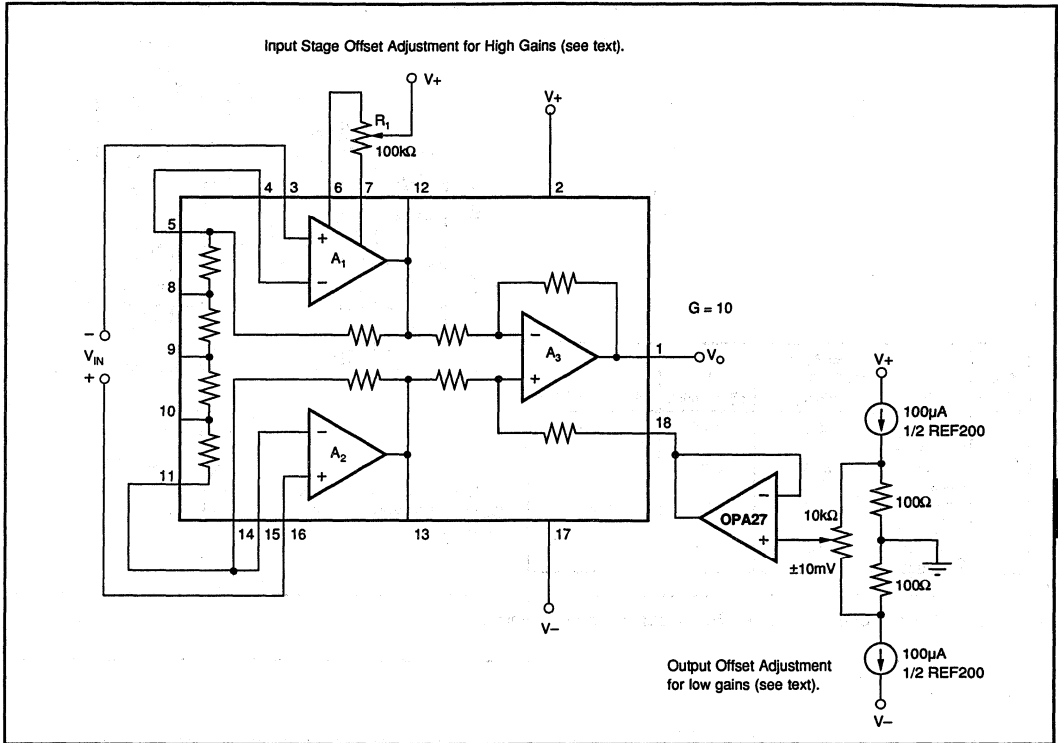 Input Stage Offset Adjustment for High Gains (see text).
V+
V+
R1
100kΩ
4 3 6 7 12 2
5
+
A1
−
8
G = 10
−
VIN
+
9
−
A3
+
1
VO
10
V+
18
100µA
1/2 REF200
−
A2
+
11
−
OPA27
+
10kΩ
±10mV
100Ω
100Ω
14 15 16 13 17
V−
100µA
1/2 REF200
Output Offset Adjustment
for low gains (see text).
V−